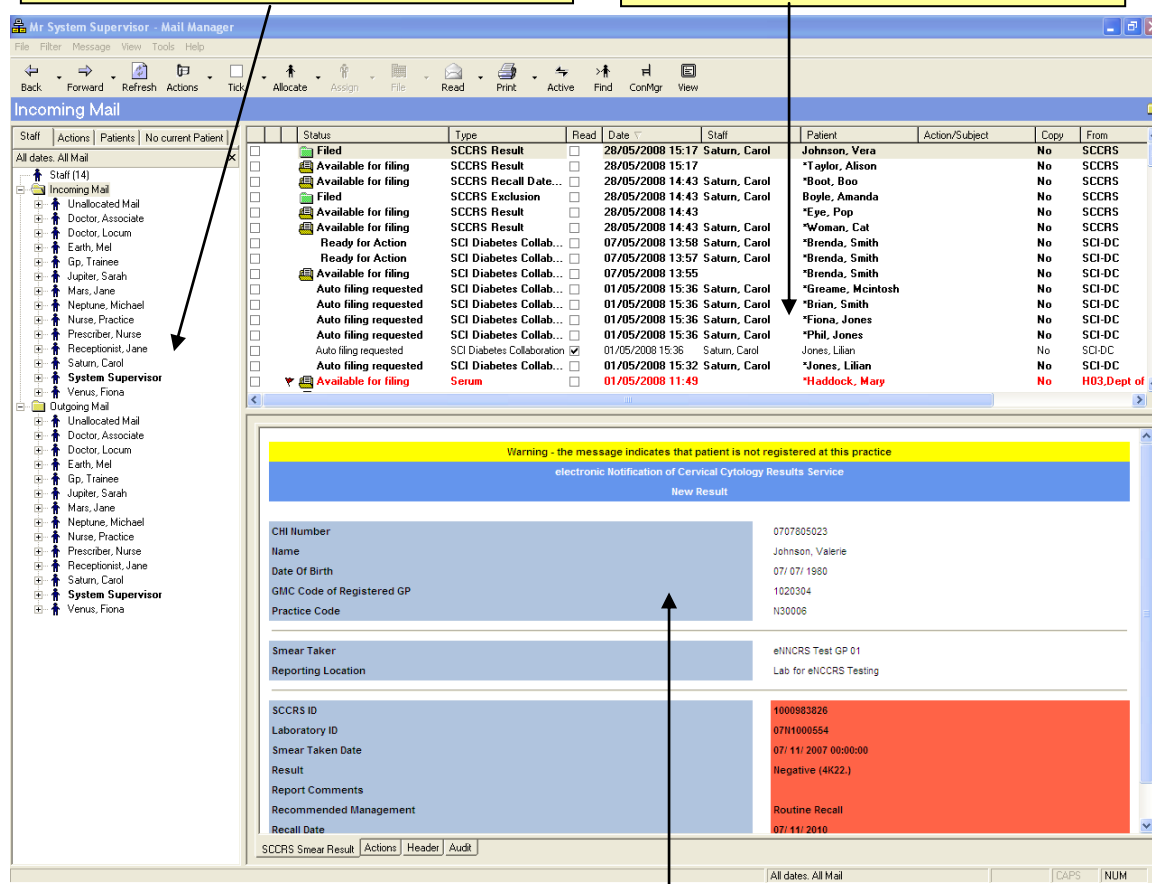 Mr System Supervisor - Mail Manager
File Filter Message View Tools Help
Back Forward Refresh Actions Tick Allocate Assign File Read Print Active Find ConMgr View
Incoming Mail
Staff Actions Patients No current Patient
All dates. All Mail
Staff (14)
Incoming Mail
Unallocated Mail
Doctor, Associate
Doctor, Locum
Earth, Mel
Gp, Trainee
Jupiter, Sarah
Mars, Jane
Neptune, Michael
Nurse, Practice
Prescriber, Nurse
Receptionist, Jane
Saturn, Carol
System Supervisor
Venus, Fiona
Outgoing Mail
Unallocated Mail
Doctor, Associate
Doctor, Locum
Earth, Mel
Gp, Trainee
Jupiter, Sarah
Mars, Jane
Neptune, Michael
Nurse, Practice
Prescriber, Nurse
Receptionist, Jane
Saturn, Carol
System Supervisor
Venus, Fiona
Status Type Read Date Staff Patient Action/Subject Copy From
Filed SCCRS Result 28/05/2008 15:17 Saturn, Carol Johnson, Vera No SCCRS
Available for filing SCCRS Result 28/05/2008 15:17 *Taylor, Alison No SCCRS
Available for filing SCCRS Recall Date... 28/05/2008 14:43 Saturn, Carol *Boot, Boo No SCCRS
Filed SCCRS Exclusion 28/05/2008 14:43 Saturn, Carol Boyle, Amanda No SCCRS
Available for filing SCCRS Result 28/05/2008 14:43 *Eye, Pop No SCCRS
Available for filing SCCRS Result 28/05/2008 14:43 Saturn, Carol *Woman, Cat No SCCRS
Ready for Action SCI Diabetes Collab... 07/05/2008 13:58 Saturn, Carol *Brenda, Smith No SCI-DC
Ready for Action SCI Diabetes Collab... 07/05/2008 13:57 Saturn, Carol *Brenda, Smith No SCI-DC
Available for filing SCI Diabetes Collab... 07/05/2008 13:55 *Brenda, Smith No SCI-DC
Auto filing requested SCI Diabetes Collab... 01/05/2008 15:36 Saturn, Carol *Greame, Mcintosh No SCI-DC
Auto filing requested SCI Diabetes Collab... 01/05/2008 15:36 Saturn, Carol *Brian, Smith No SCI-DC
Auto filing requested SCI Diabetes Collab... 01/05/2008 15:36 Saturn, Carol *Fiona, Jones No SCI-DC
Auto filing requested SCI Diabetes Collab... 01/05/2008 15:36 Saturn, Carol *Phil, Jones No SCI-DC
Auto filing requested SCI Diabetes Collaboration 01/05/2008 15:36 Saturn, Carol Jones, Lilian No SCI-DC
Auto filing requested SCI Diabetes Collab... 01/05/2008 15:32 Saturn, Carol *Jones, Lilian No SCI-DC
Available for filing Serum 01/05/2008 11:49 *Haddock, Mary No H03,Dept of
Warning - the message indicates that patient is not registered at this practice
electronic Notification of Cervical Cytology Results Service
New Result
CHI Number 0707805023
Name Johnson, Valerie
Date Of Birth 07/ 07/ 1980
GMC Code of Registered GP 1020304
Practice Code N30006
Smear Taker eNNCRS Test GP 01
Reporting Location Lab for eNCCRS Testing
SCCRS ID 1000983826
Laboratory ID 07N1000554
Smear Taken Date 07/ 11/ 2007 00:00:00
Result Negative (4K22.)
Report Comments
Recommended Management Routine Recall
Recall Date 07/ 11/ 2010
SCCRS Smear Result Actions Header Audit
All dates. All Mail CAPS NUM